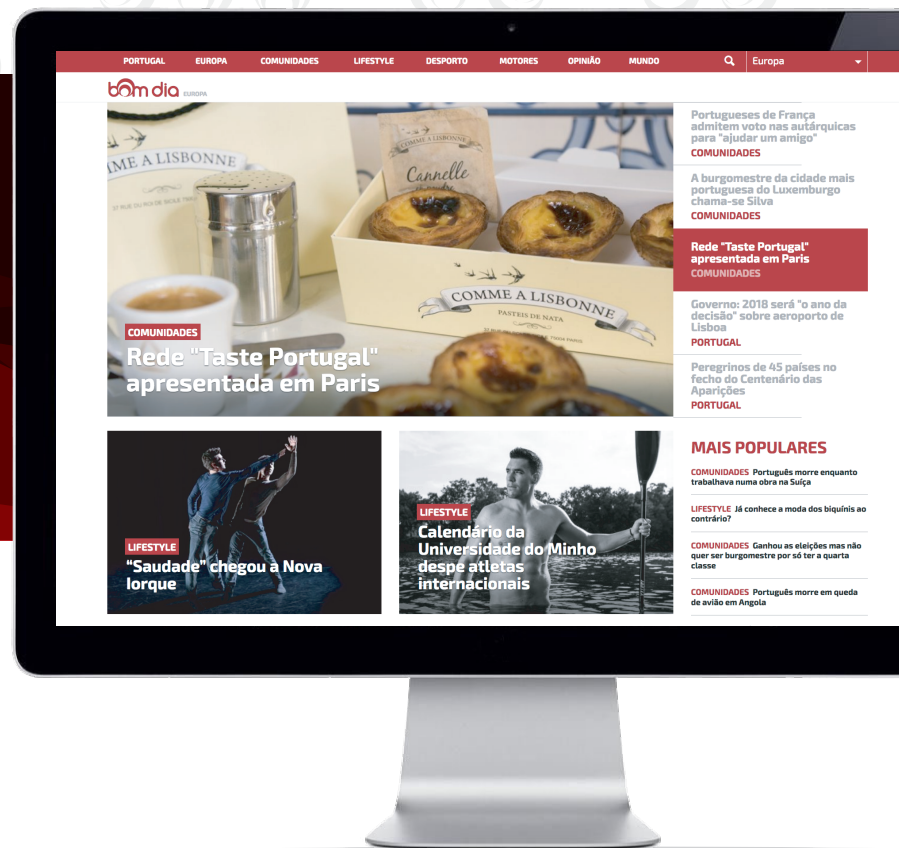 PORTUGAL EUROPA COMUNIDADES LIFESTYLE DESPORTO MOTORES OPINIÃO MUNDO Europa
bom dia EUROPA
COMME A LISBONNE
Cannelle
IME A LISBONNE
COMME A LISBONNE
PASTEIS DE NATA
COMUNIDADES
Rede "Taste Portugal"
apresentada em Paris
Portugueses de França
admitem voto nas autárquicas
para "ajudar um amigo"
COMUNIDADES
A burgomestre da cidade mais
portuguesa do Luxemburgo
chama-se Silva
COMUNIDADES
Rede "Taste Portugal"
apresentada em Paris
COMUNIDADES
Governo: 2018 será "o ano da
decisão" sobre aeroporto de
Lisboa
PORTUGAL
Peregrinos de 45 países no
fecho do Centenário das
Aparições
PORTUGAL
LIFESTYLE
“Saudade” chegou a Nova
Iorque
LIFESTYLE
Calendário da
Universidade do Minho
despe atletas
internacionais
MAIS POPULARES
COMUNIDADES Português morre enquanto
trabalhava numa obra na Suíça
LIFESTYLE Já conhece a moda dos biquínis ao
contrário?
COMUNIDADES Ganhou as eleições mas não
quer ser burgomestre por só ter a quarta
classe
COMUNIDADES Português morre em queda
de avião em Angola